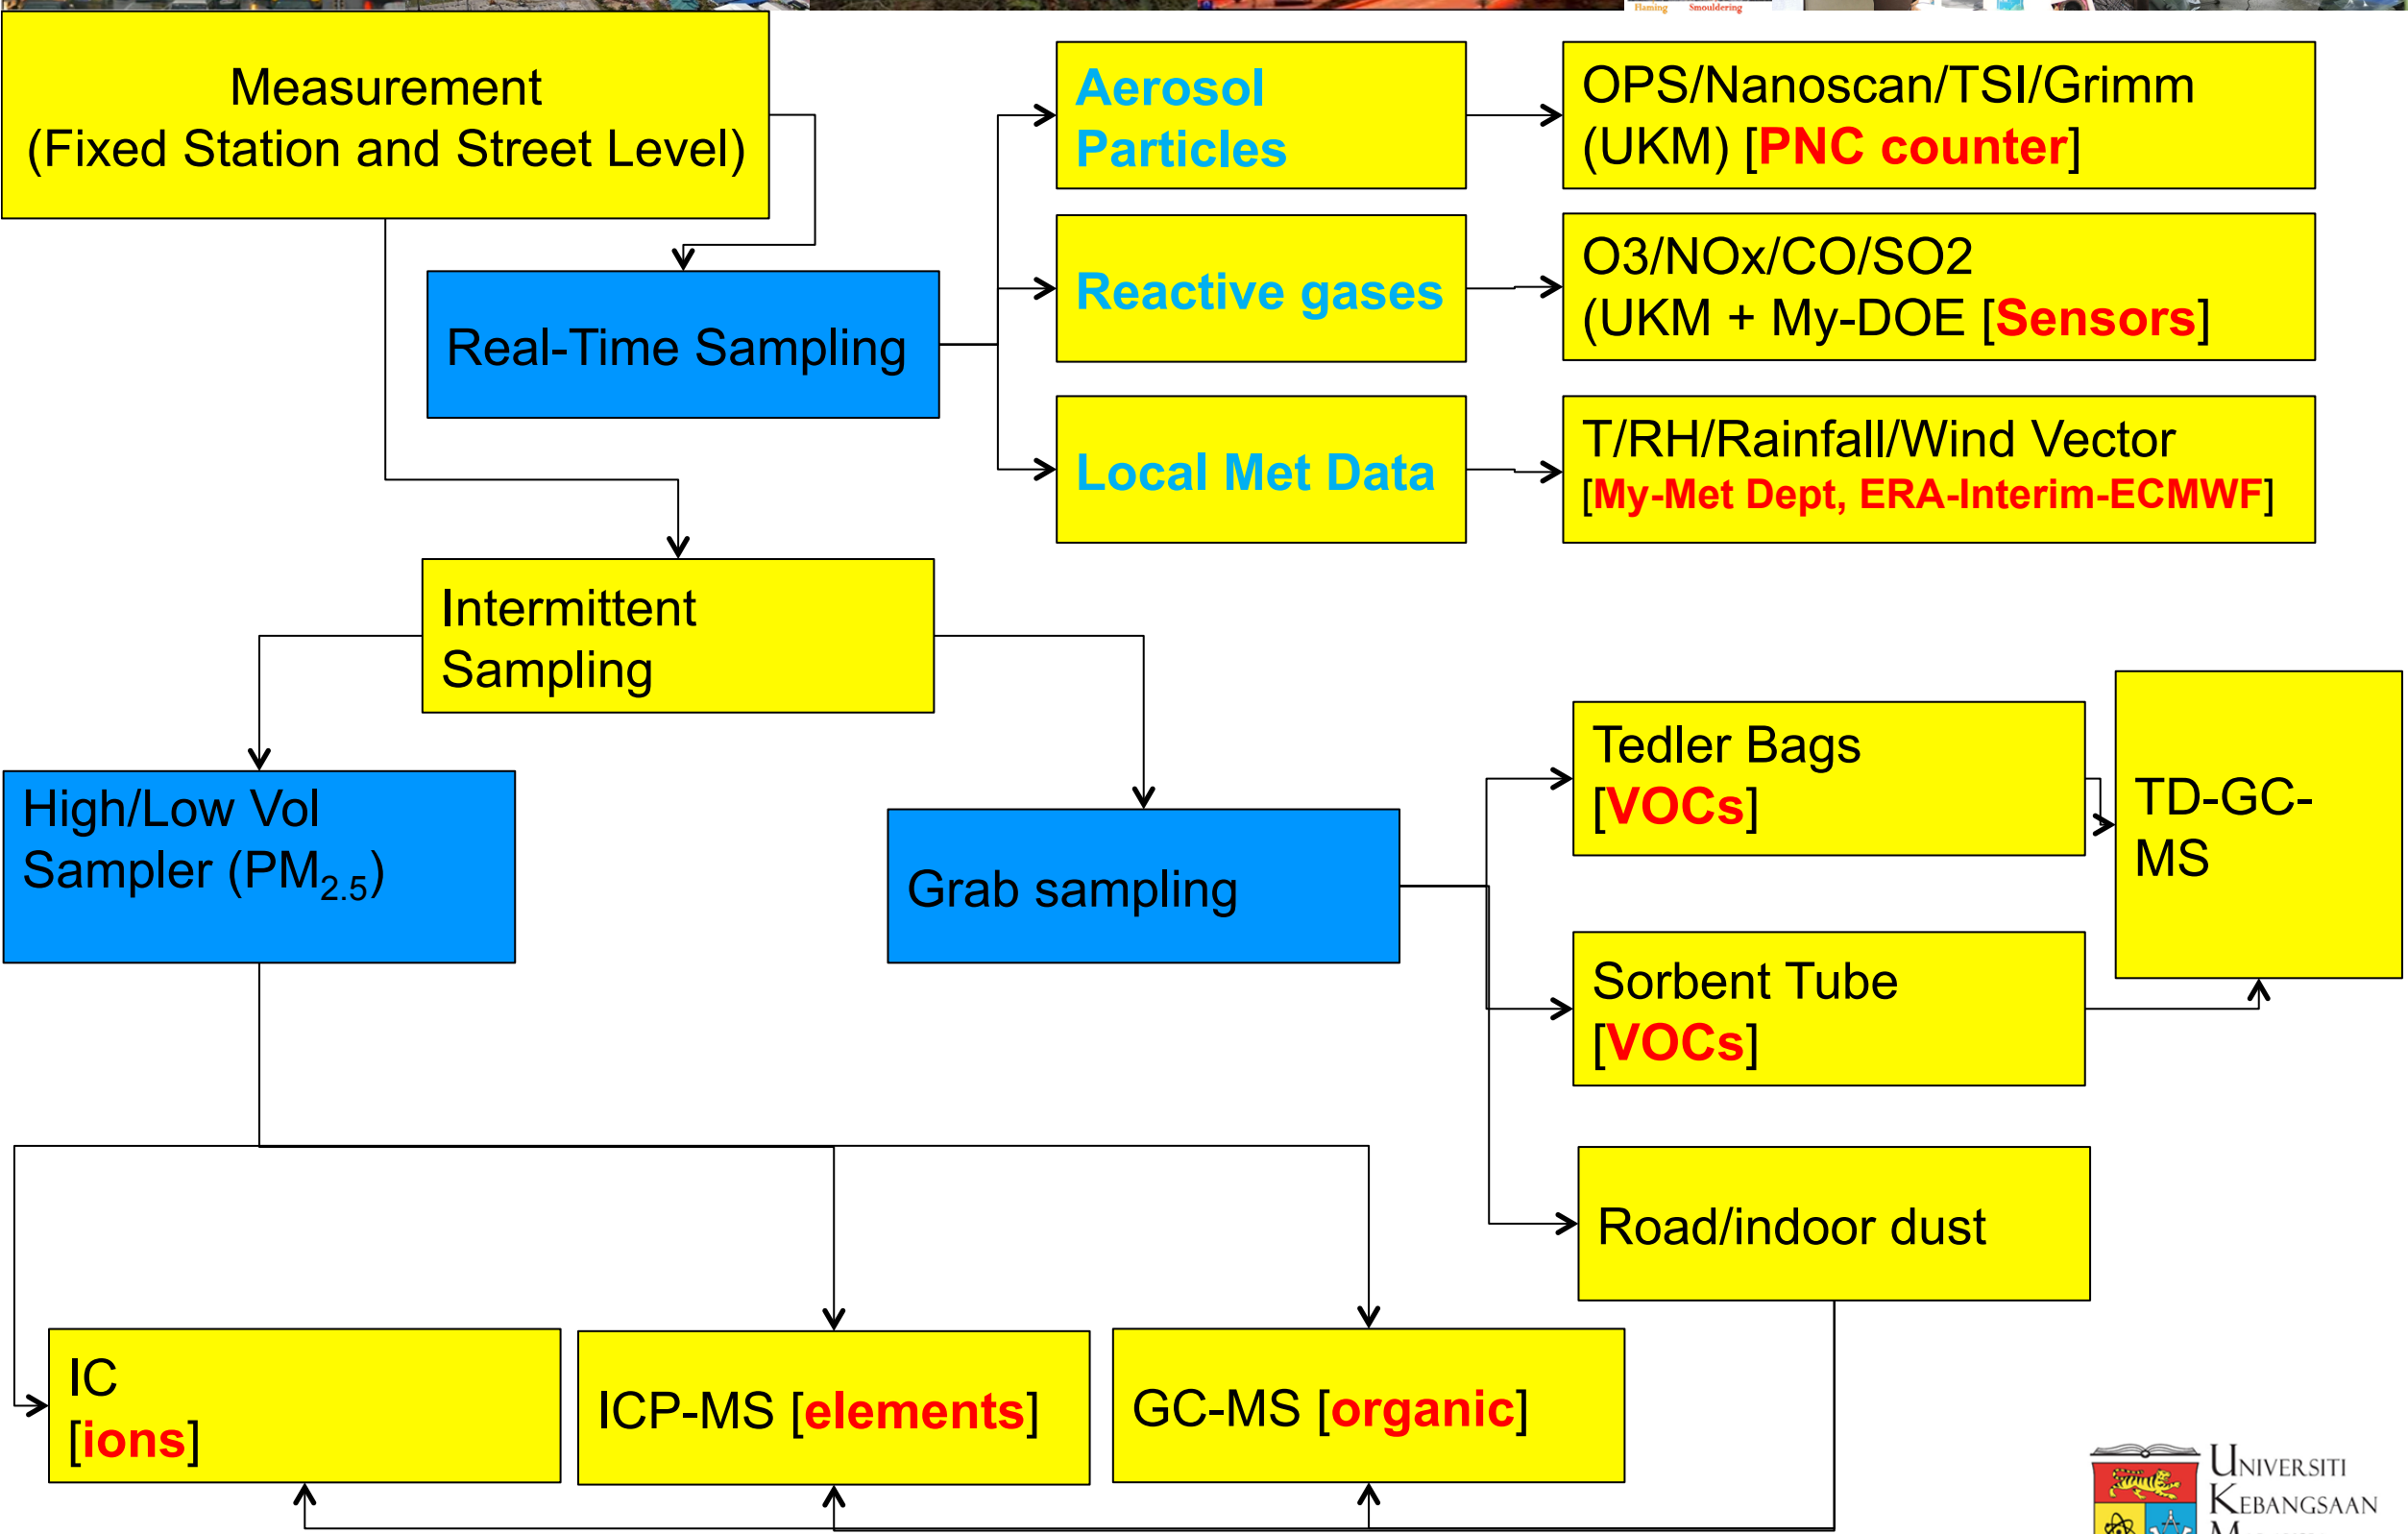 Flaming Smouldering
Measurement
(Fixed Station and Street Level)
Aerosol
Particles
OPS/Nanoscan/TSI/Grimm
(UKM) [PNC counter]
Real-Time Sampling
Reactive gases
O3/NOx/CO/SO2
(UKM + My-DOE [Sensors]
Local Met Data
T/RH/Rainfall/Wind Vector
[My-Met Dept, ERA-Interim-ECMWF]
Intermittent
Sampling
High/Low Vol
Sampler (PM2.5)
Grab sampling
Tedler Bags
[VOCs]
TD-GC-
MS
Sorbent Tube
[VOCs]
Road/indoor dust
IC
[ions]
ICP-MS [elements]
GC-MS [organic]
UNIVERSITI
KEBANGSAAN